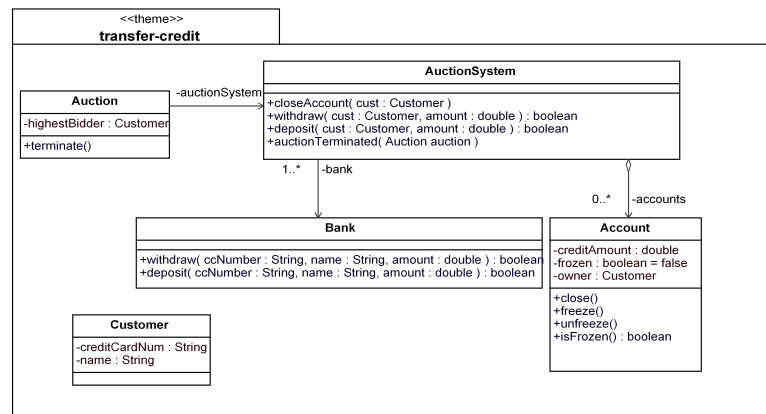 <<theme>>
transfer-credit
AuctionSystem
+closeAccount( cust : Customer )
+withdraw( cust : Customer, amount : double ) : boolean
+deposit( cust : Customer, amount : double ) : boolean
+auctionTerminated( Auction auction )
-auctionSystem
Auction
-highestBidder : Customer
+terminate()
1..*
-bank
0..*
-accounts
Bank
+withdraw( ccNumber : String, name : String, amount : double ) : boolean
+deposit( ccNumber : String, name : String, amount : double ) : boolean
Account
-creditAmount : double
-frozen : boolean = false
-owner : Customer
+close()
+freeze()
+unfreeze()
+isFrozen() : boolean
Customer
-creditCardNum : String
-name : String